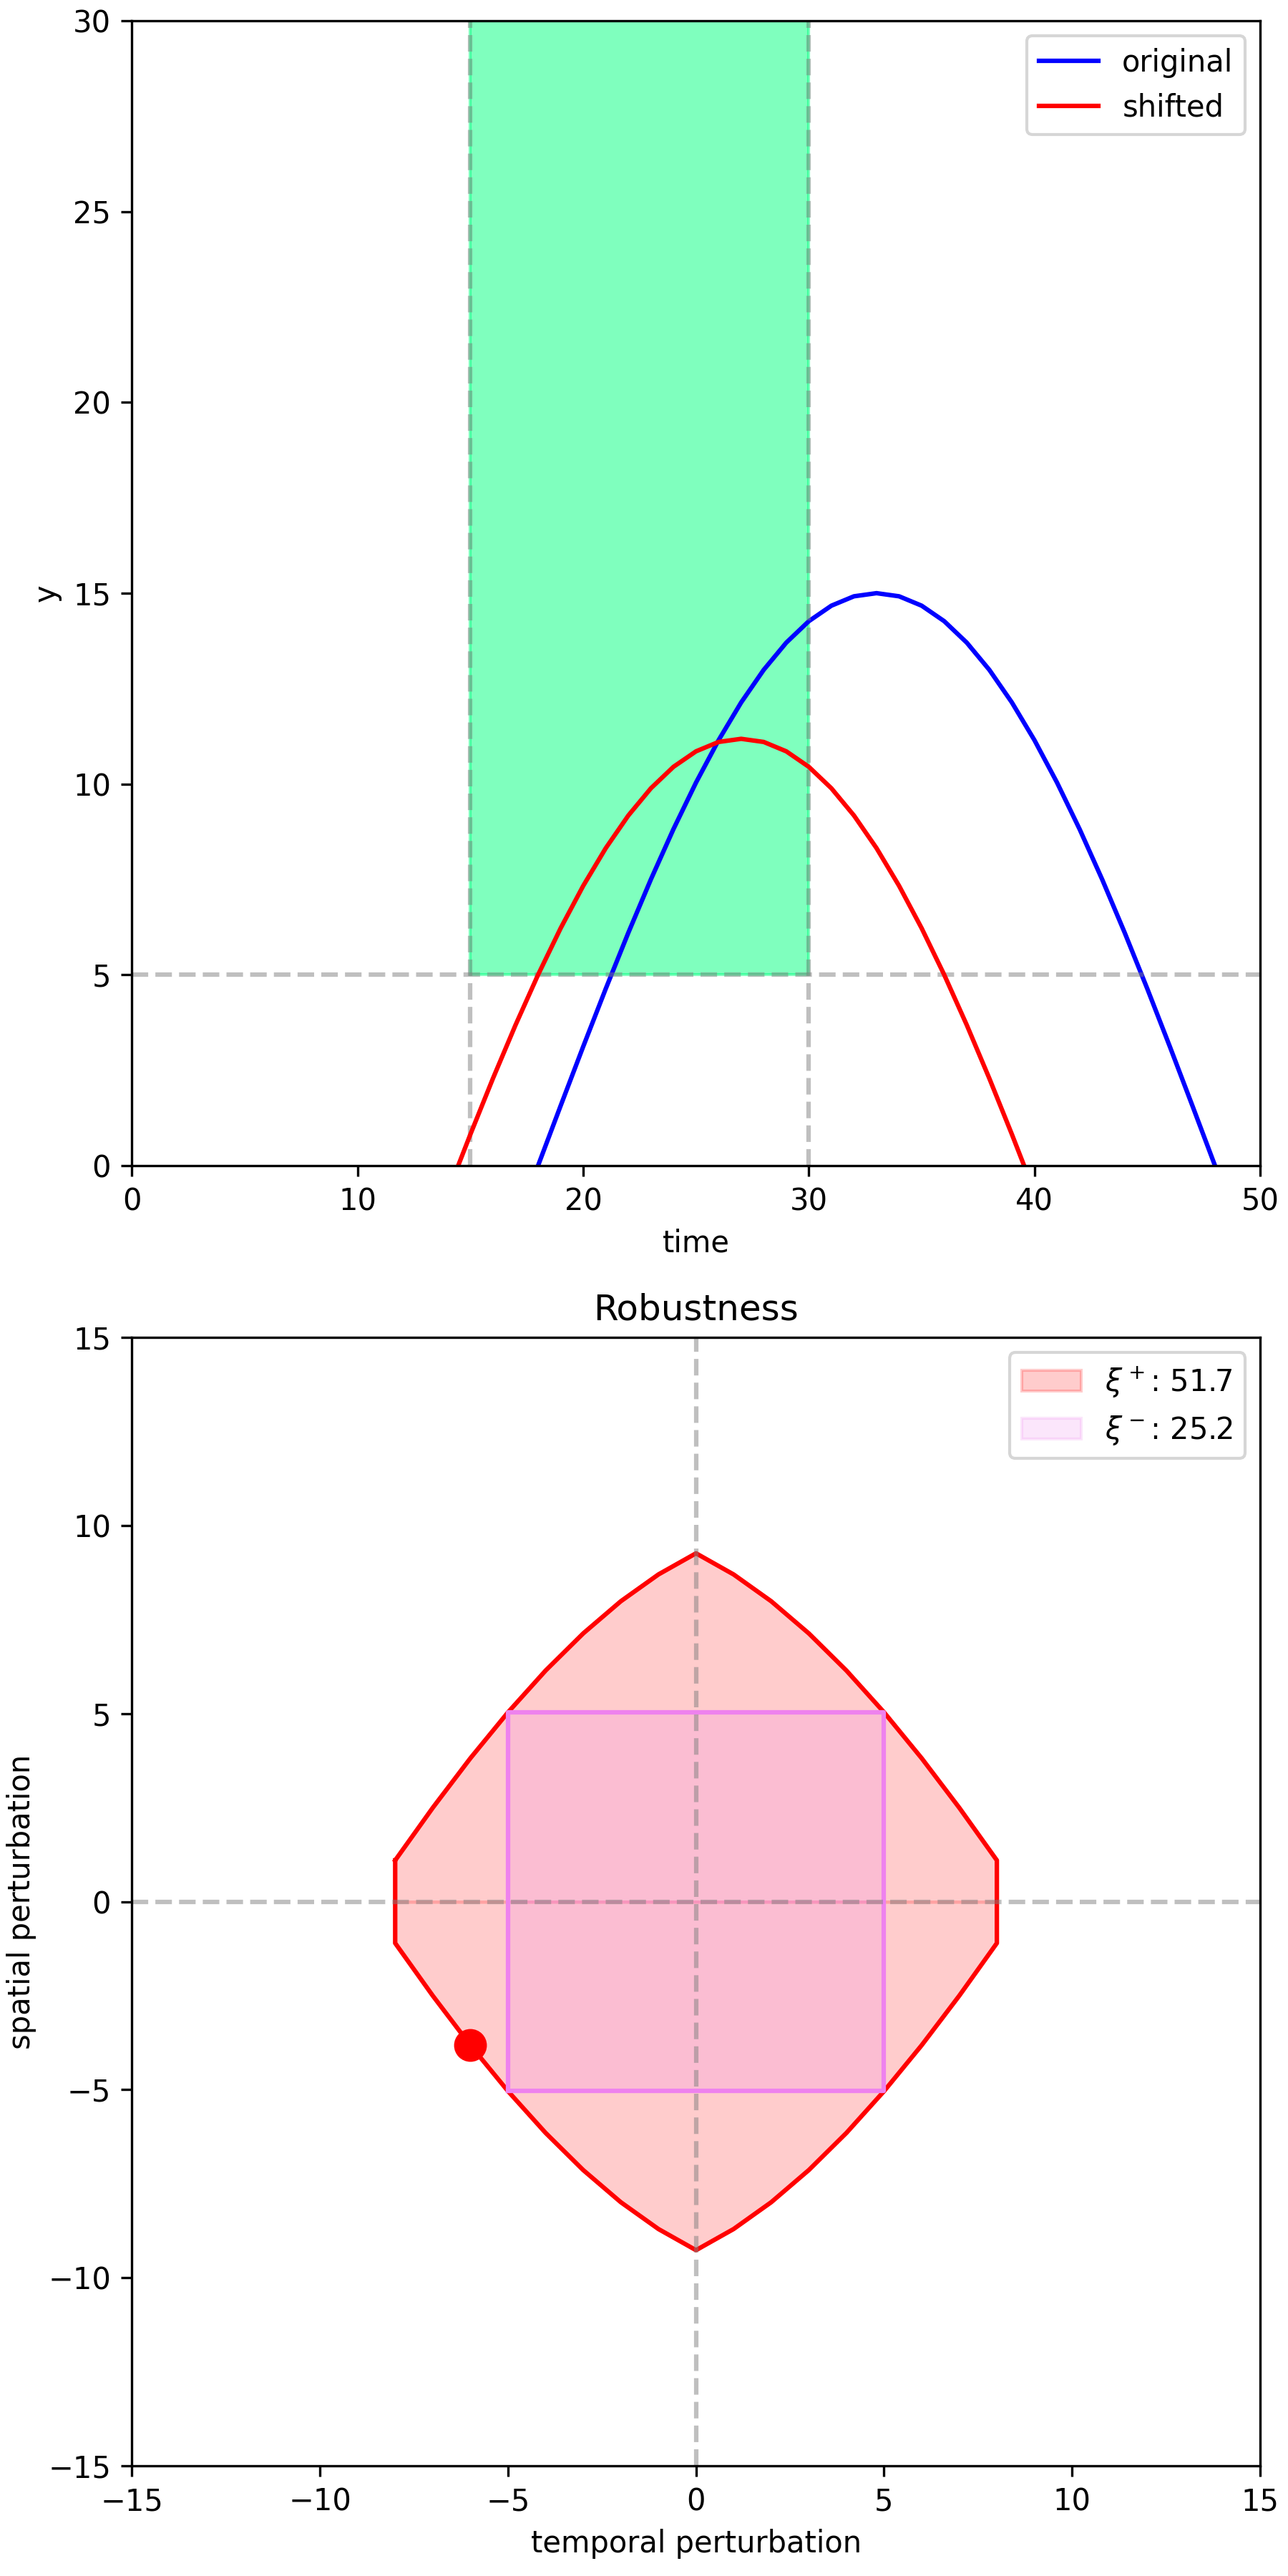 30
25
20
15
10
5
0
y
original
shifted
0 10 20 30 40 50
time
Robustness
15
10
5
0
−5
−10
−15
spatial perturbation
ξ⁺: 51.7
ξ⁻: 25.2
−15 −10 −5 0 5 10 15
temporal perturbation